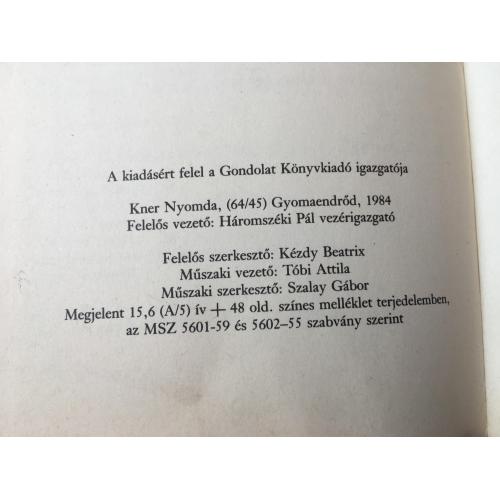 A kiadásért felel a Gondolat Könyvkiadó igazgatója
Kner Nyomda, (64/45) Gyomaendrőd, 1984
Felelős vezető: Háromszéki Pál vezérigazgató
Felelős szerkesztő: Kézdy Beatrix
Műszaki vezető: Tóbi Attila
Műszaki szerkesztő: Szalay Gábor
Megjelent 15,6 (A/5) ív + 48 old. színes melléklet terjedelemben,
az MSZ 5601-59 és 5602–55 szabvány szerint